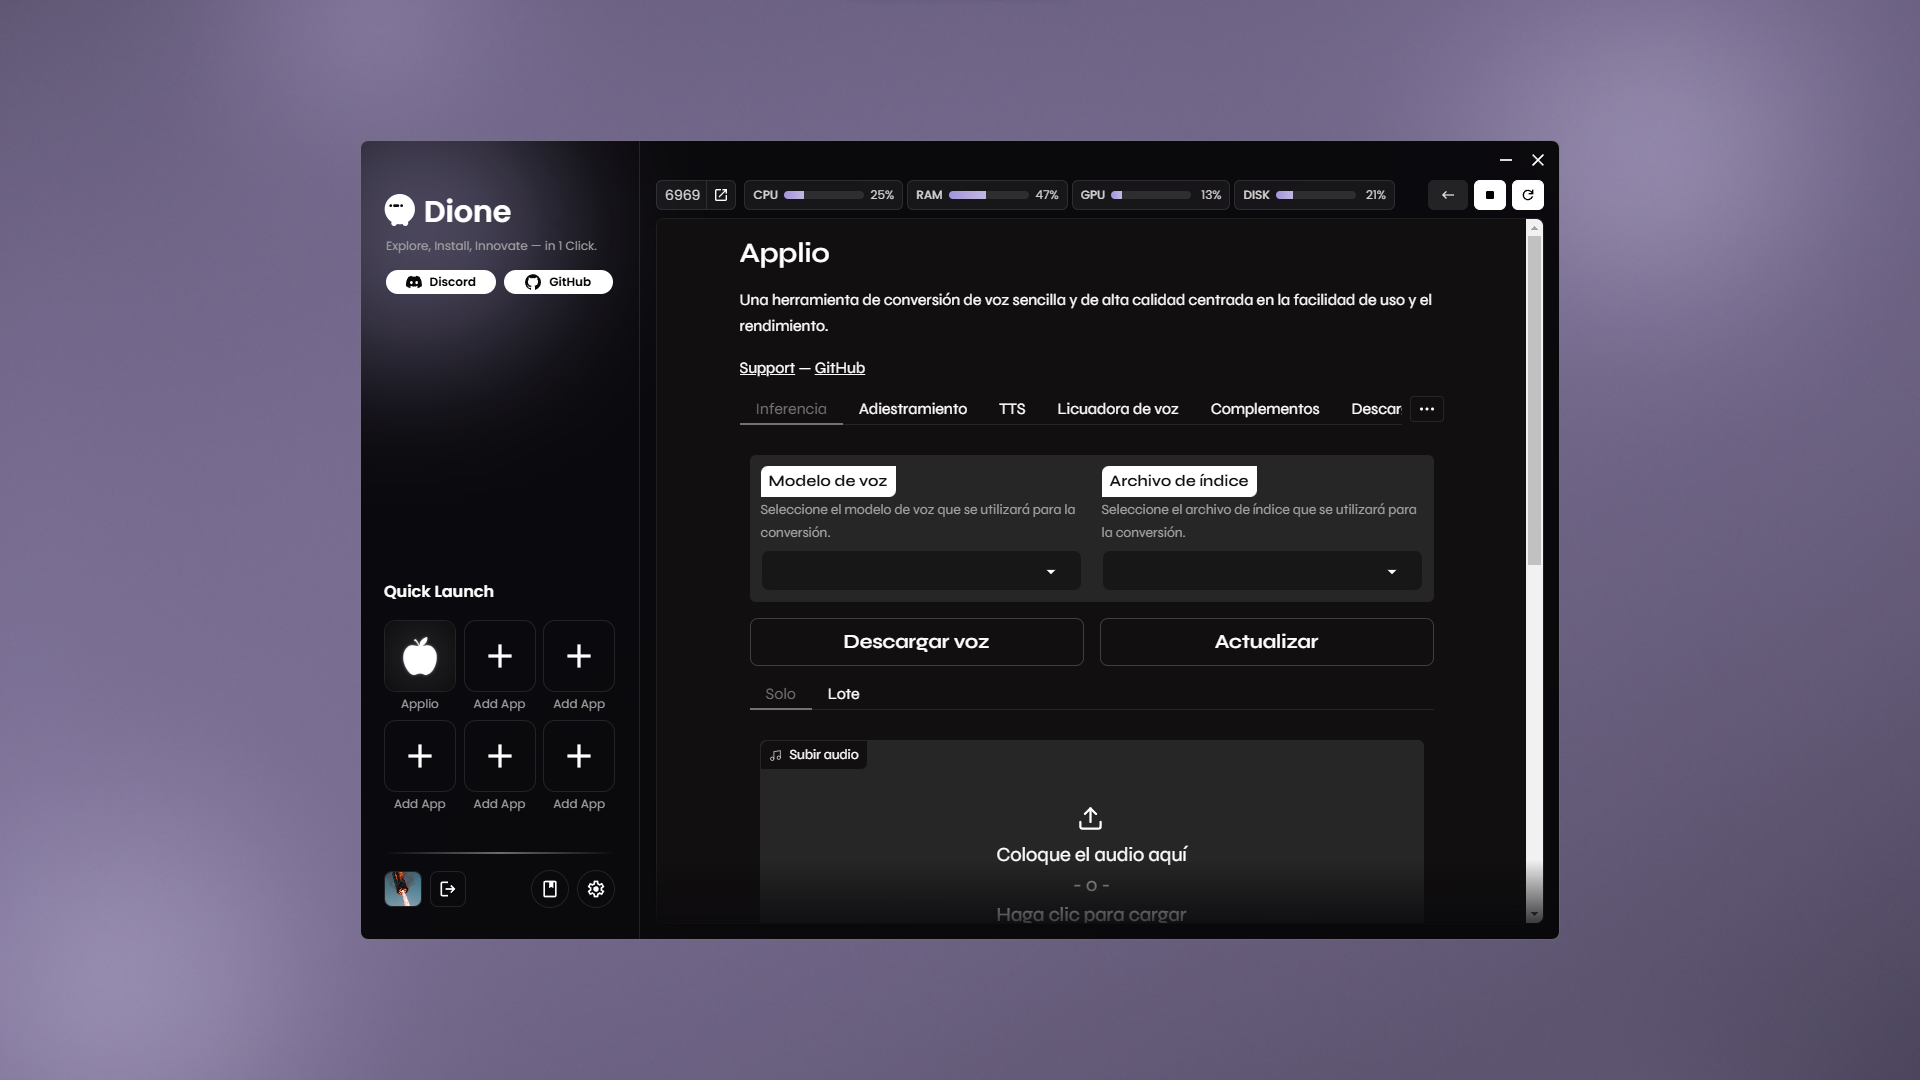 Dione
Explore, Install, Innovate — in 1 Click.
Discord
GitHub
Quick Launch
Applio
Add App
Add App
Add App
Add App
Add App
6969
CPU 25%
RAM 47%
GPU 13%
DISK 21%
Applio
Una herramienta de conversión de voz sencilla y de alta calidad centrada en la facilidad de uso y el
rendimiento.
Support — GitHub
Inferencia Adiestramiento TTS Licuadora de voz Complementos Descar
Modelo de voz
Seleccione el modelo de voz que se utilizará para la
conversión.
Archivo de índice
Seleccione el archivo de índice que se utilizará para
la conversión.
Descargar voz
Actualizar
Solo Lote
Subir audio
Coloque el audio aquí
- o -
Haga clic para cargar